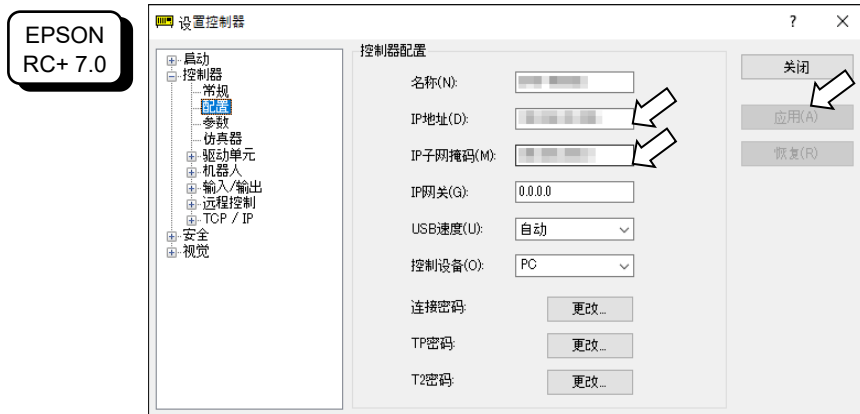 EPSON
RC+ 7.0
设置控制器
?
启动
控制器
常规
配置
参数
仿真器
驱动单元
机器人
输入/输出
远程控制
TCP / IP
安全
视觉
控制器配置
名称(N):
IP地址(D):
IP子网掩码(M):
IP网关(G): 0.0.0.0
USB速度(U): 自动
控制设备(O): PC
连接密码: 更改...
TP密码: 更改...
T2密码: 更改...
关闭
应用(A)
恢复(R)